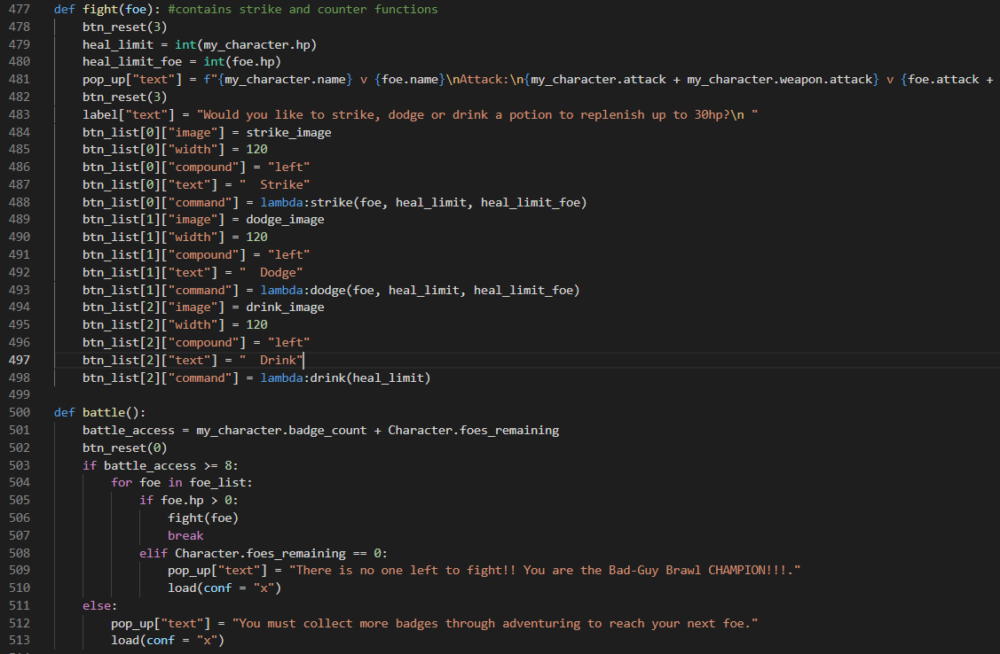 477 def fight(foe): #contains strike and counter functions
478     btn_reset(3)
479     heal_limit = int(my_character.hp)
480     heal_limit_foe = int(foe.hp)
481     pop_up["text"] = f"{my_character.name} v {foe.name}\nAttack:\n{my_character.attack + my_character.weapon.attack} v {foe.attack +
482     btn_reset(3)
483     label["text"] = "Would you like to strike, dodge or drink a potion to replenish up to 30hp?\n "
484     btn_list[0]["image"] = strike_image
485     btn_list[0]["width"] = 120
486     btn_list[0]["compound"] = "left"
487     btn_list[0]["text"] = "  Strike"
488     btn_list[0]["command"] = lambda:strike(foe, heal_limit, heal_limit_foe)
489     btn_list[1]["image"] = dodge_image
490     btn_list[1]["width"] = 120
491     btn_list[1]["compound"] = "left"
492     btn_list[1]["text"] = "  Dodge"
493     btn_list[1]["command"] = lambda:dodge(foe, heal_limit, heal_limit_foe)
494     btn_list[2]["image"] = drink_image
495     btn_list[2]["width"] = 120
496     btn_list[2]["compound"] = "left"
497     btn_list[2]["text"] = "  Drink"
498     btn_list[2]["command"] = lambda:drink(heal_limit)
499
500 def battle():
501     battle_access = my_character.badge_count + Character.foes_remaining
502     btn_reset(0)
503     if battle_access >= 8:
504         for foe in foe_list:
505             if foe.hp > 0:
506                 fight(foe)
507                 break
508             elif Character.foes_remaining == 0:
509                 pop_up["text"] = "There is no one left to fight!! You are the Bad-Guy Brawl CHAMPION!!!."
510                 load(conf = "x")
511     else:
512         pop_up["text"] = "You must collect more badges through adventuring to reach your next foe."
513         load(conf = "x")